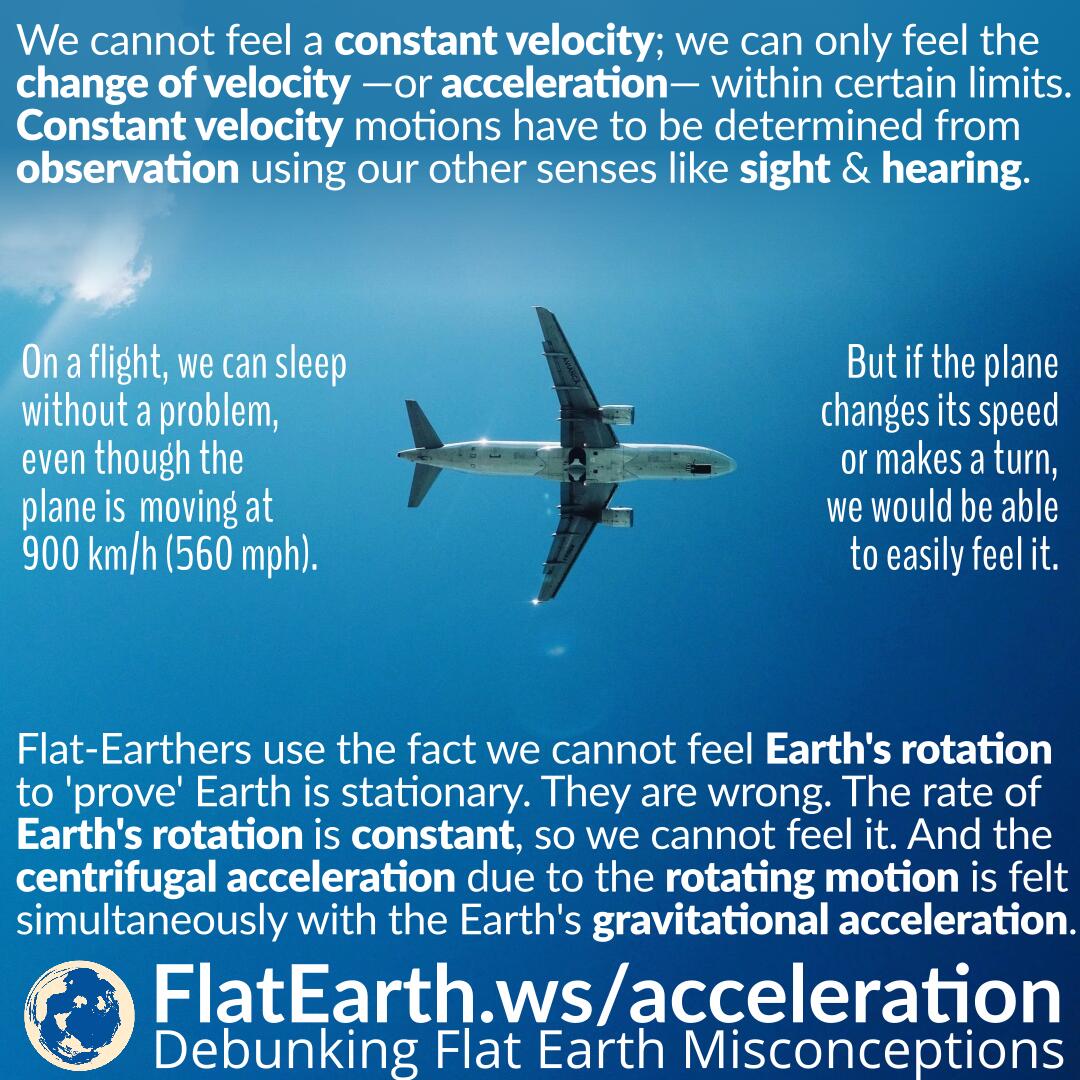 We cannot feel a constant velocity; we can only feel the
change of velocity —or acceleration— within certain limits.
Constant velocity motions have to be determined from
observation using our other senses like sight & hearing.
On a flight, we can sleep
without a problem,
even though the
plane is moving at
900 km/h (560 mph).
But if the plane
changes its speed
or makes a turn,
we would be able
to easily feel it.
Flat-Earthers use the fact we cannot feel Earth's rotation
to 'prove' Earth is stationary. They are wrong. The rate of
Earth's rotation is constant, so we cannot feel it. And the
centrifugal acceleration due to the rotating motion is felt
simultaneously with the Earth's gravitational acceleration.
FlatEarth.ws/acceleration
Debunking Flat Earth Misconceptions